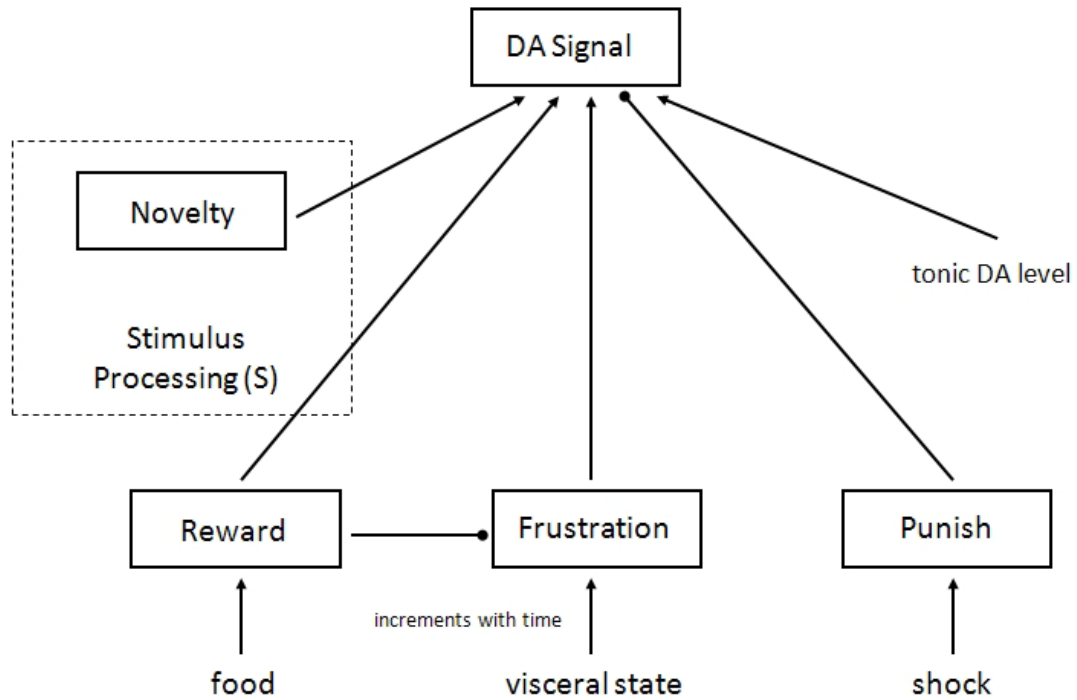 DA Signal
Novelty
tonic DA level
Stimulus
Processing (S)
Reward
Frustration
Punish
increments with time
food
visceral state
shock